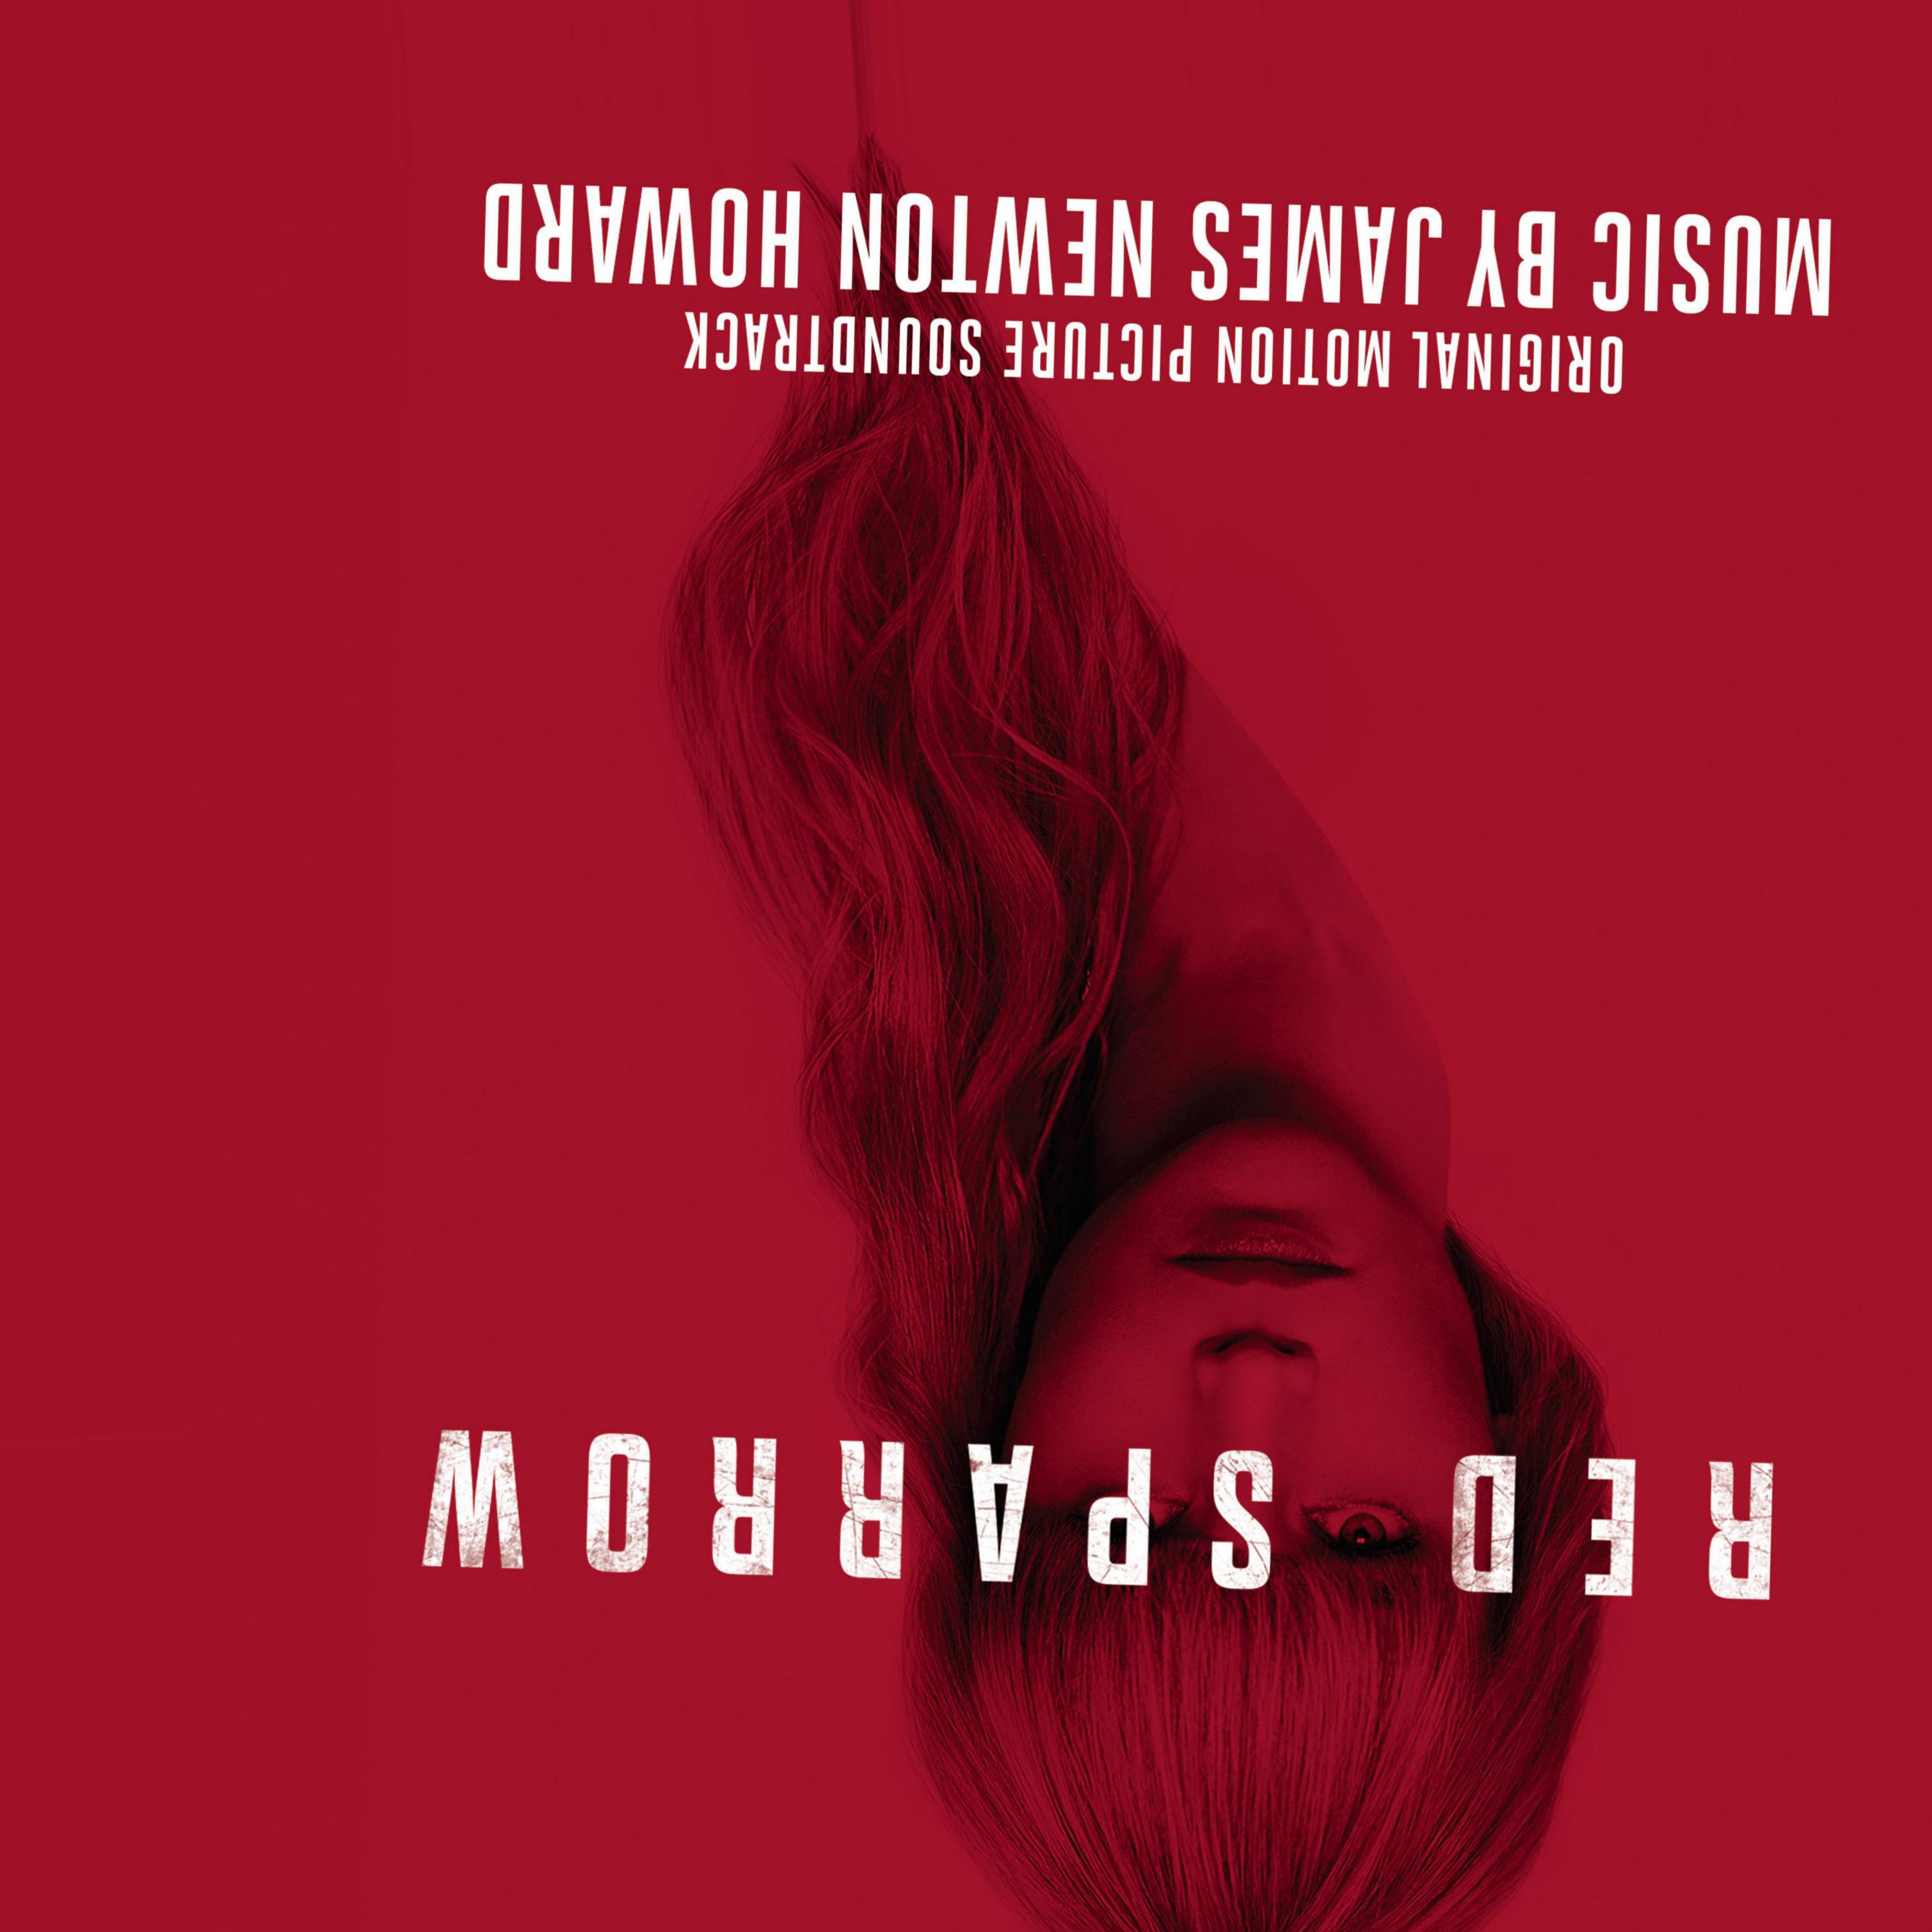 RED SPARROW
ORIGINAL MOTION PICTURE SOUNDTRACK
MUSIC BY JAMES NEWTON HOWARD